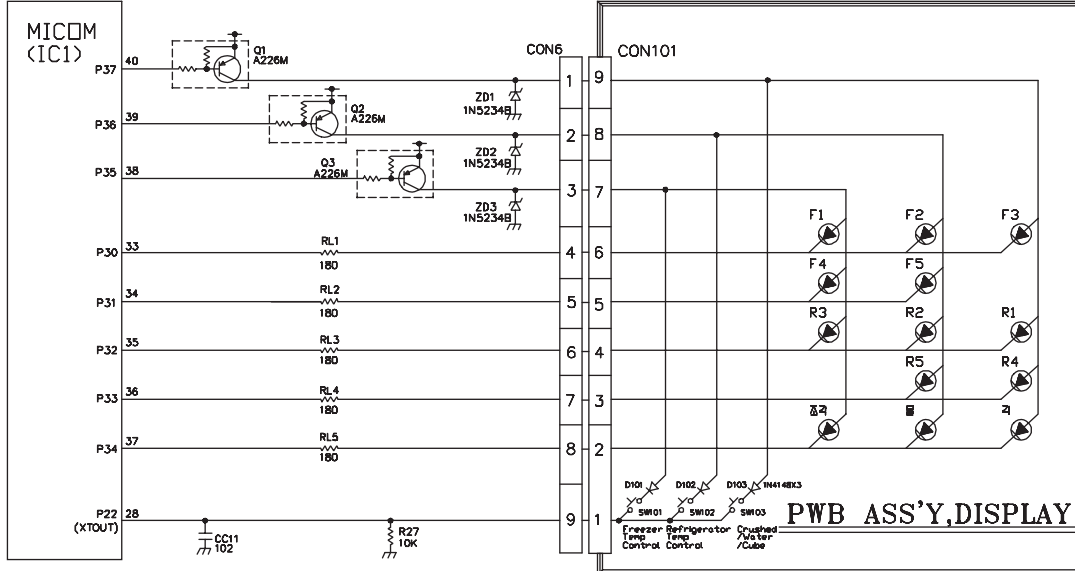 MICOM
(IC1)
P37
40
Q1
A226M
CON6
CON101
1
9
P36
39
Q2
A226M
ZD1
1N5234B
2
8
P35
38
Q3
A226M
ZD2
1N5234B
3
7
ZD3
1N5234B
F1
F2
F3
P30
33
RL1
180
4
6
F4
F5
P31
34
RL2
180
5
5
R3
R2
R1
P32
35
RL3
180
6
4
R5
R4
P33
36
RL4
180
7
3
P34
37
RL5
180
8
2
D101
D102
D103
1N4148X3
SW101
SW102
SW103
PWB ASS'Y,DISPLAY
P22
(XTOUT)
28
9
1
Freezer
Temp
Control
Refrigerator
Temp
Control
Crushed
/Water
/Cube
CC11
102
R27
10K